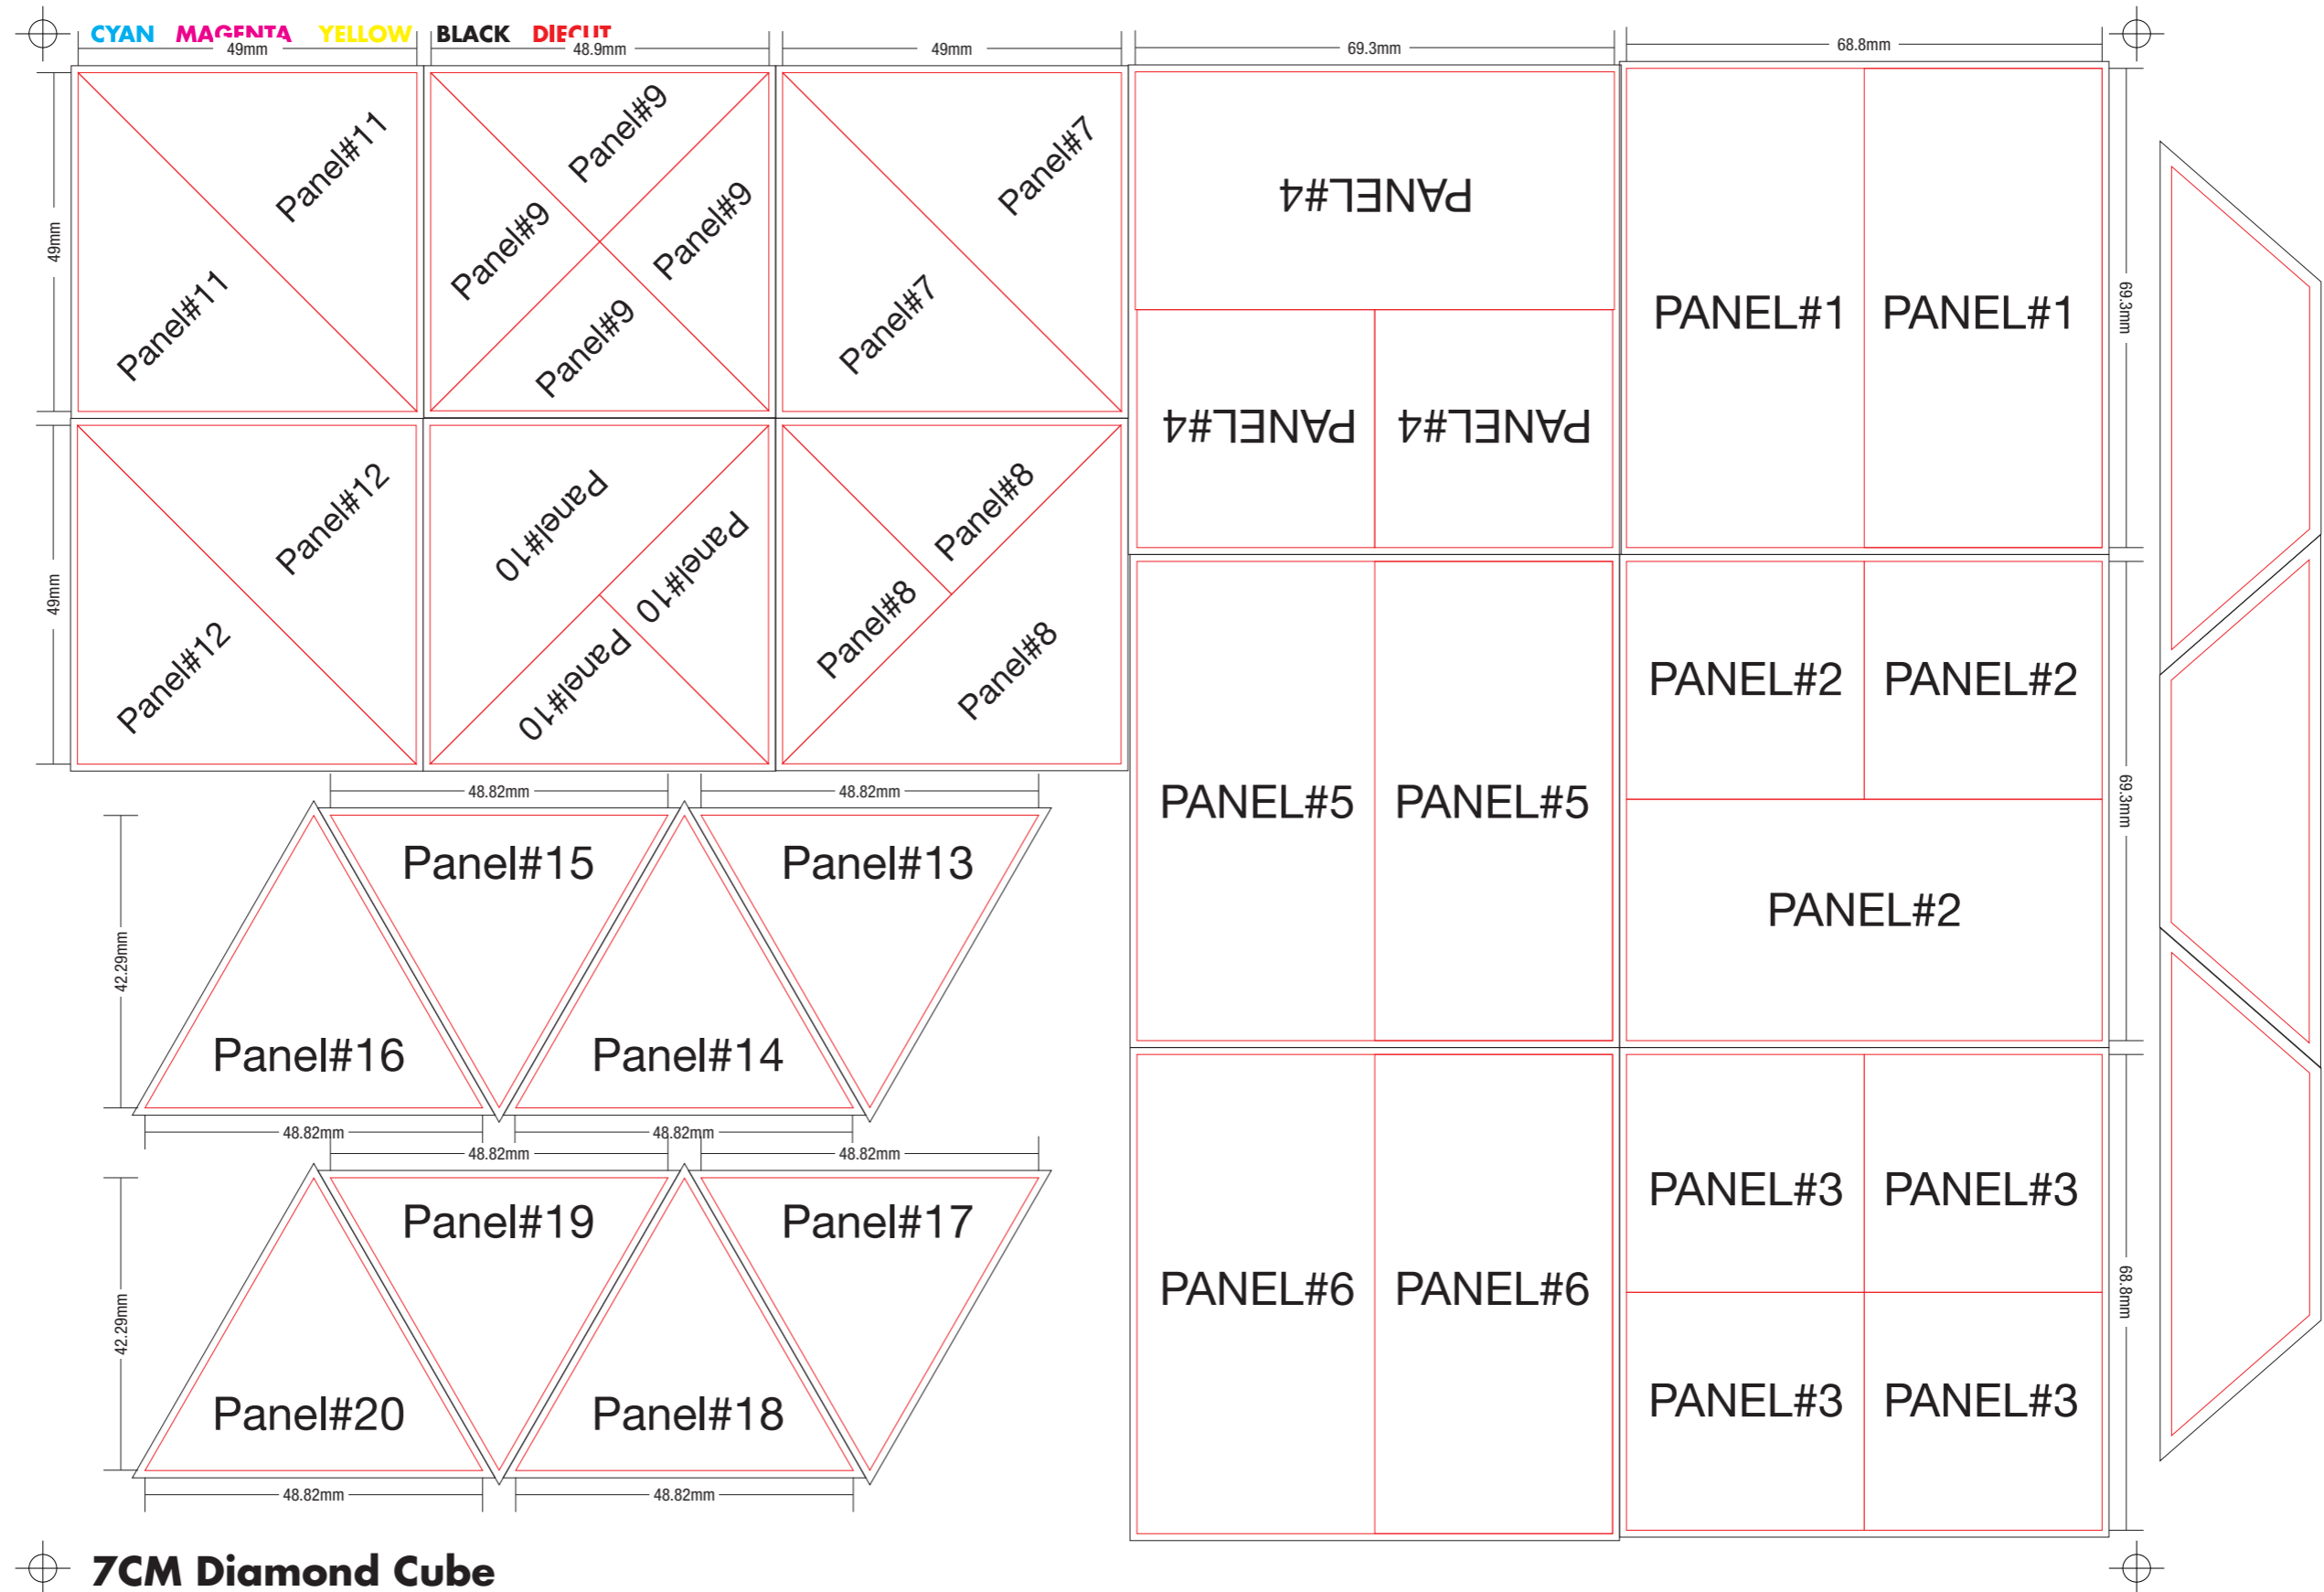 CYAN MAGENTA YELLOW BLACK DIECUT
49mm 48.9mm 49mm 69.3mm 68.8mm
49mm
Panel#11
Panel#11
Panel#9
Panel#9
Panel#9
Panel#9
Panel#7
Panel#7
PANEL#4
PANEL#4 PANEL#4
PANEL#1 PANEL#1
69.3mm
49mm
Panel#12
Panel#12
Panel#10
Panel#10
Panel#10
Panel#8
Panel#8
Panel#8
PANEL#5 PANEL#5
PANEL#2 PANEL#2
PANEL#2
69.3mm
48.82mm 48.82mm
42.29mm
Panel#15 Panel#13
Panel#16 Panel#14
48.82mm 48.82mm
48.82mm 48.82mm
42.29mm
Panel#19 Panel#17
Panel#20 Panel#18
48.82mm 48.82mm
PANEL#6 PANEL#6
PANEL#3 PANEL#3
PANEL#3 PANEL#3
68.8mm
7CM Diamond Cube